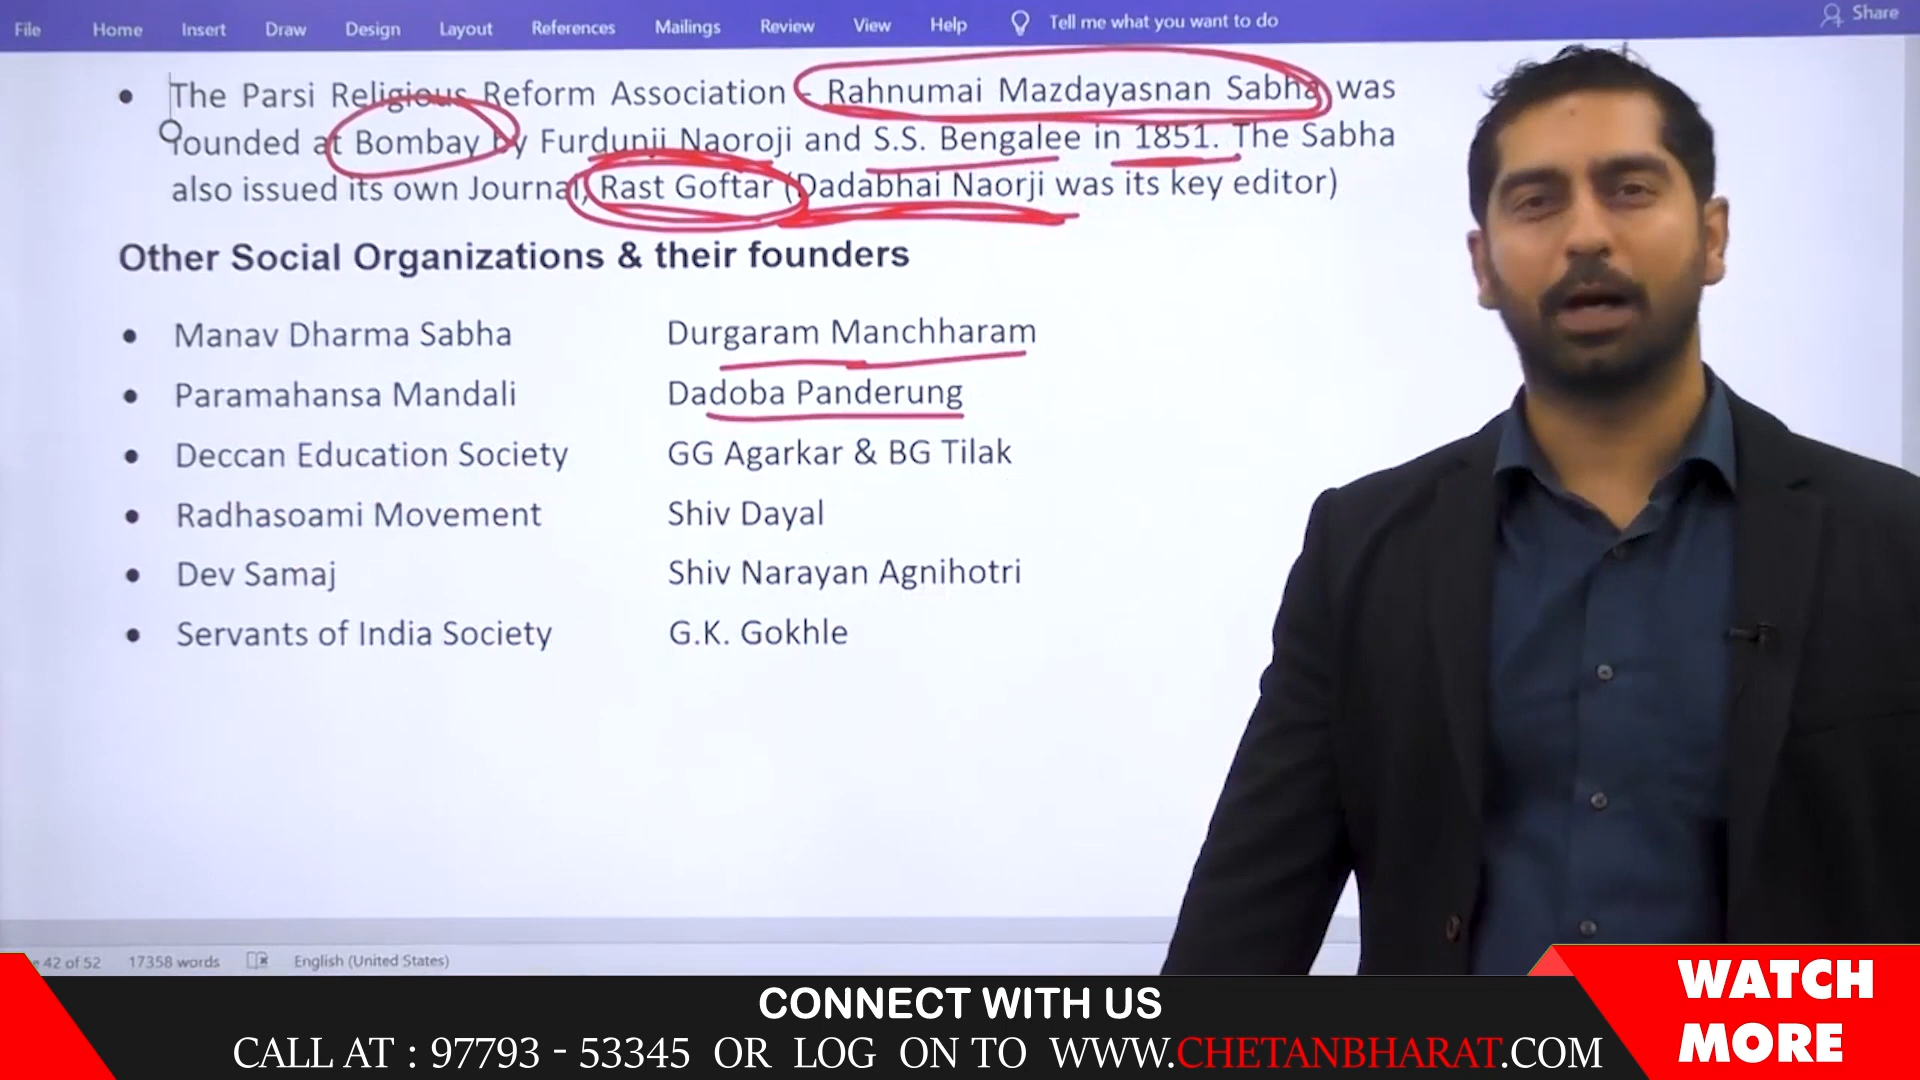 File Home Insert Draw Design Layout References Mailings Review View Help Tell me what you want to do Share
• The Parsi Religious Reform Association - Rahnumai Mazdayasnan Sabha was
founded at Bombay by Furdunji Naoroji and S.S. Bengalee in 1851. The Sabha
also issued its own Journal, Rast Goftar (Dadabhai Naorji was its key editor)
Other Social Organizations & their founders
• Manav Dharma Sabha Durgaram Manchharam
• Paramahansa Mandali Dadoba Panderung
• Deccan Education Society GG Agarkar & BG Tilak
• Radhasoami Movement Shiv Dayal
• Dev Samaj Shiv Narayan Agnihotri
• Servants of India Society G.K. Gokhle
42 of 52 17358 words English (United States)
CONNECT WITH US
CALL AT : 97793 - 53345 OR LOG ON TO WWW.CHETANBHARAT.COM
WATCH
MORE